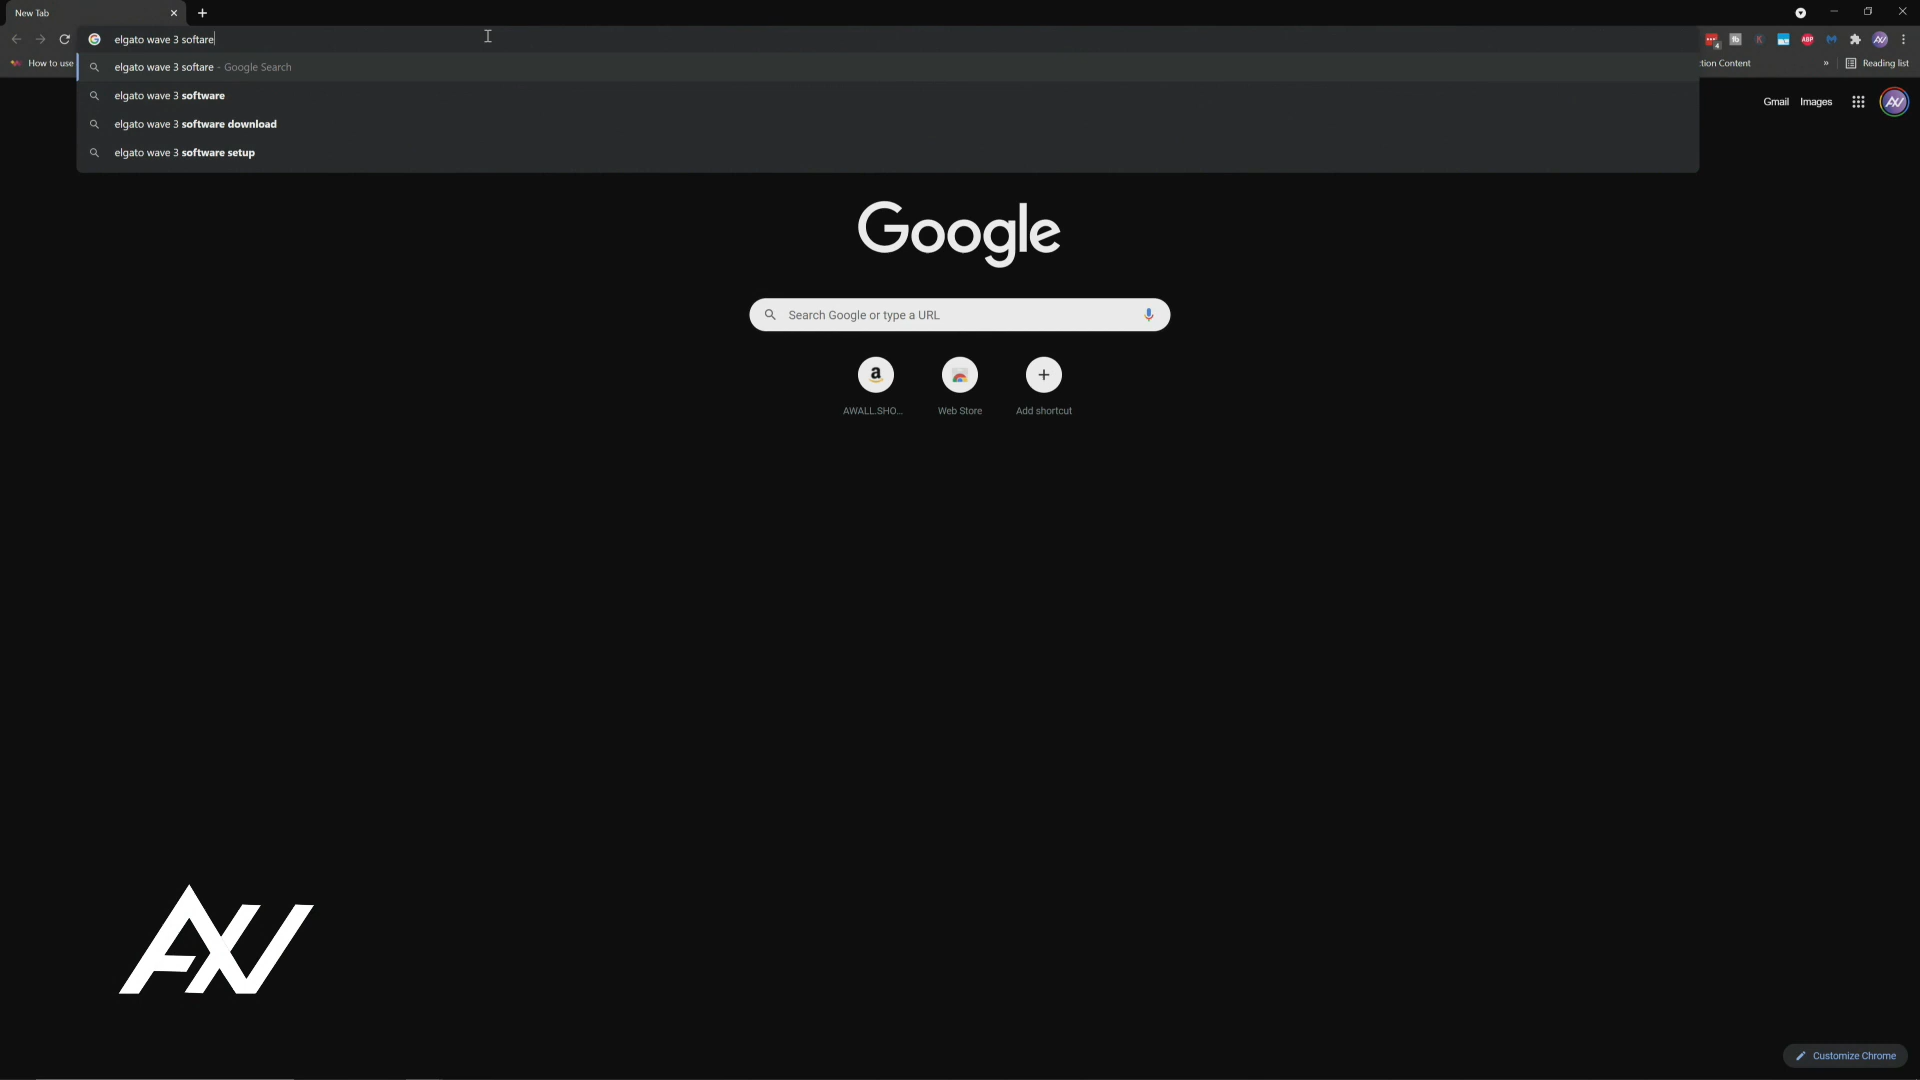 New Tab
elgato wave 3 softare
How to use
elgato wave 3 softare - Google Search
tion Content
»
Reading list
elgato wave 3 software
elgato wave 3 software download
elgato wave 3 software setup
Gmail Images
Google
Search Google or type a URL
AWALL.SHO...
Web Store
Add shortcut
Customize Chrome